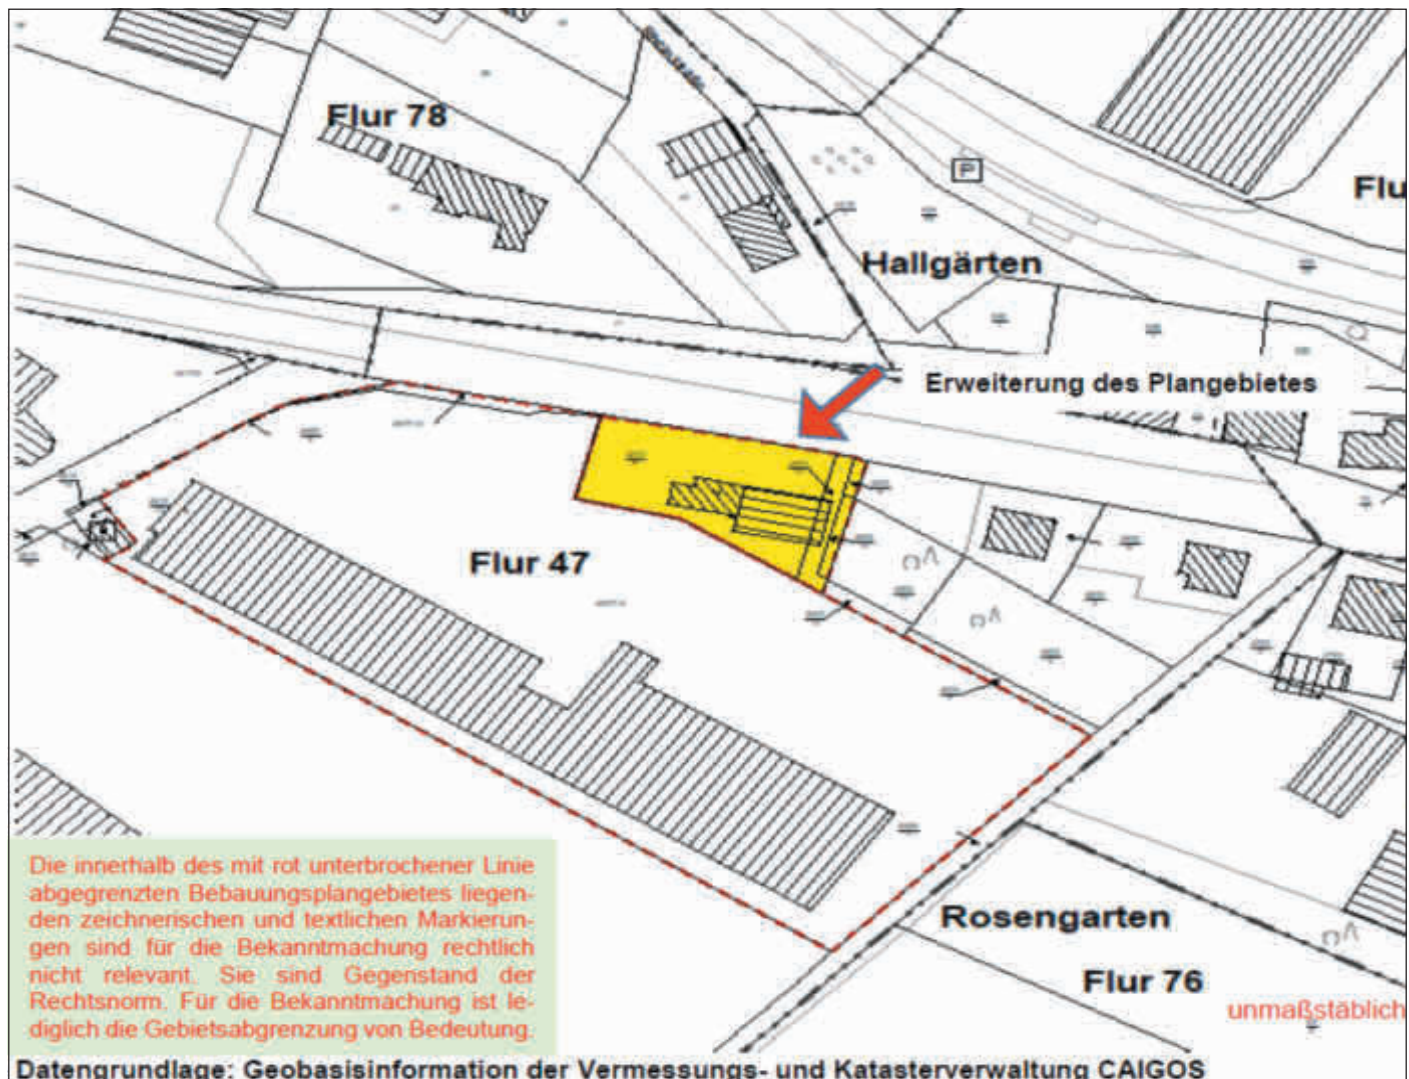 Flur 78
P
Flu
Hallgärten
Erweiterung des Plangebietes
Flur 47
Die innerhalb des mit rot unterbrochener Linie
abgegrenzten Bebauungsplangebietes liegen-
den zeichnerischen und textlichen Markierun-
gen sind für die Bekanntmachung rechtlich
nicht relevant. Sie sind Gegenstand der
Rechtsnorm. Für die Bekanntmachung ist le-
diglich die Gebietsabgrenzung von Bedeutung.
Rosengarten
Flur 76
unmaßstäblich
Datengrundlage: Geobasisinformation der Vermessungs- und Katasterverwaltung CAIGOS